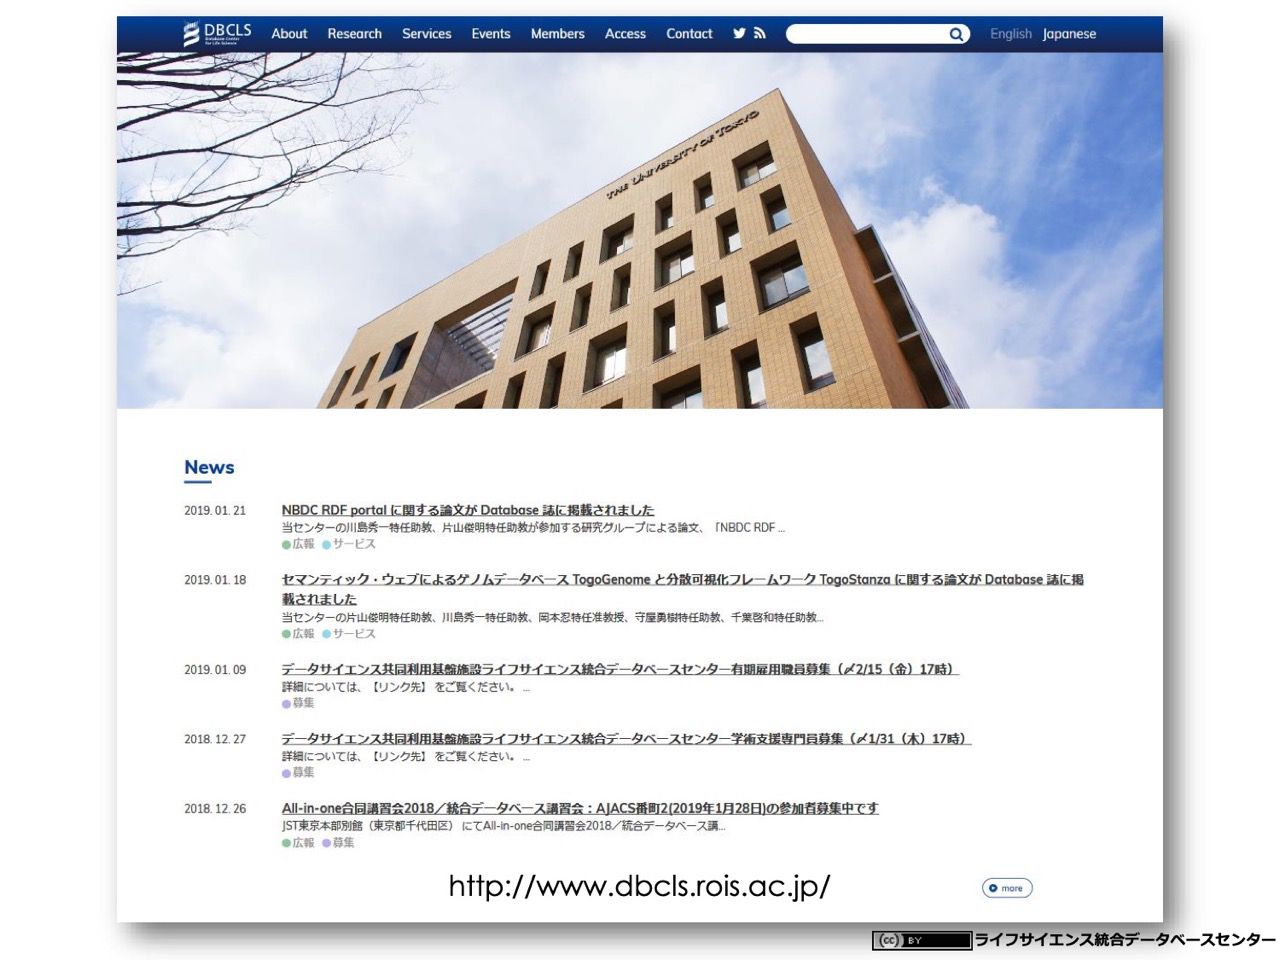 DBCLS
Database Center
for Life Science
About Research Services Events Members Access Contact English Japanese
THE UNIVERSITY OF TOKYO
News
2019. 01. 21 NBDC RDF portal に関する論文が Database 誌に掲載されました
当センターの川島秀一特任助教、片山俊明特任助教が参加する研究グループによる論文、「NBDC RDF ...
広報 サービス
2019. 01. 18 セマンティック・ウェブによるゲノムデータベース TogoGenome と分散可視化フレームワーク TogoStanza に関する論文が Database 誌に掲
載されました
当センターの片山俊明特任助教、川島秀一特任助教、岡本忍特任准教授、守屋勇樹特任助教、千葉啓和特任助教...
広報 サービス
2019. 01. 09 データサイエンス共同利用基盤施設ライフサイエンス統合データベースセンター有期雇用職員募集（〆2/15（金）17時）
詳細については、【リンク先】 をご覧ください。 ...
募集
2018. 12. 27 データサイエンス共同利用基盤施設ライフサイエンス統合データベースセンター学術支援専門員募集（〆1/31（木）17時）
詳細については、【リンク先】 をご覧ください。 ...
募集
2018. 12. 26 All-in-one合同講習会2018／統合データベース講習会：AJACS番町2(2019年1月28日)の参加者募集中です
JST東京本部別館（東京都千代田区） にてAll-in-one合同講習会2018／統合データベース講...
広報 募集
http://www.dbcls.rois.ac.jp/
more
cc BY ライフサイエンス統合データベースセンター